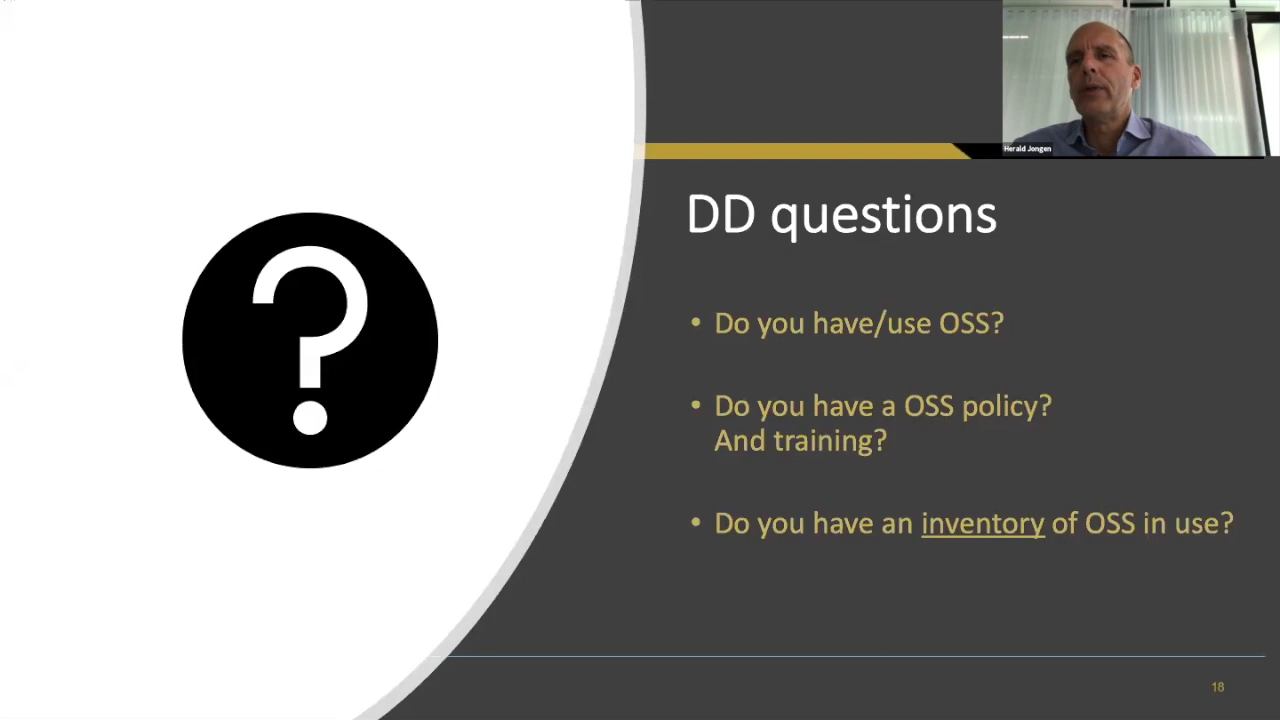 Herald Jongen
DD questions
• Do you have/use OSS?
• Do you have a OSS policy?
And training?
• Do you have an inventory of OSS in use?
18